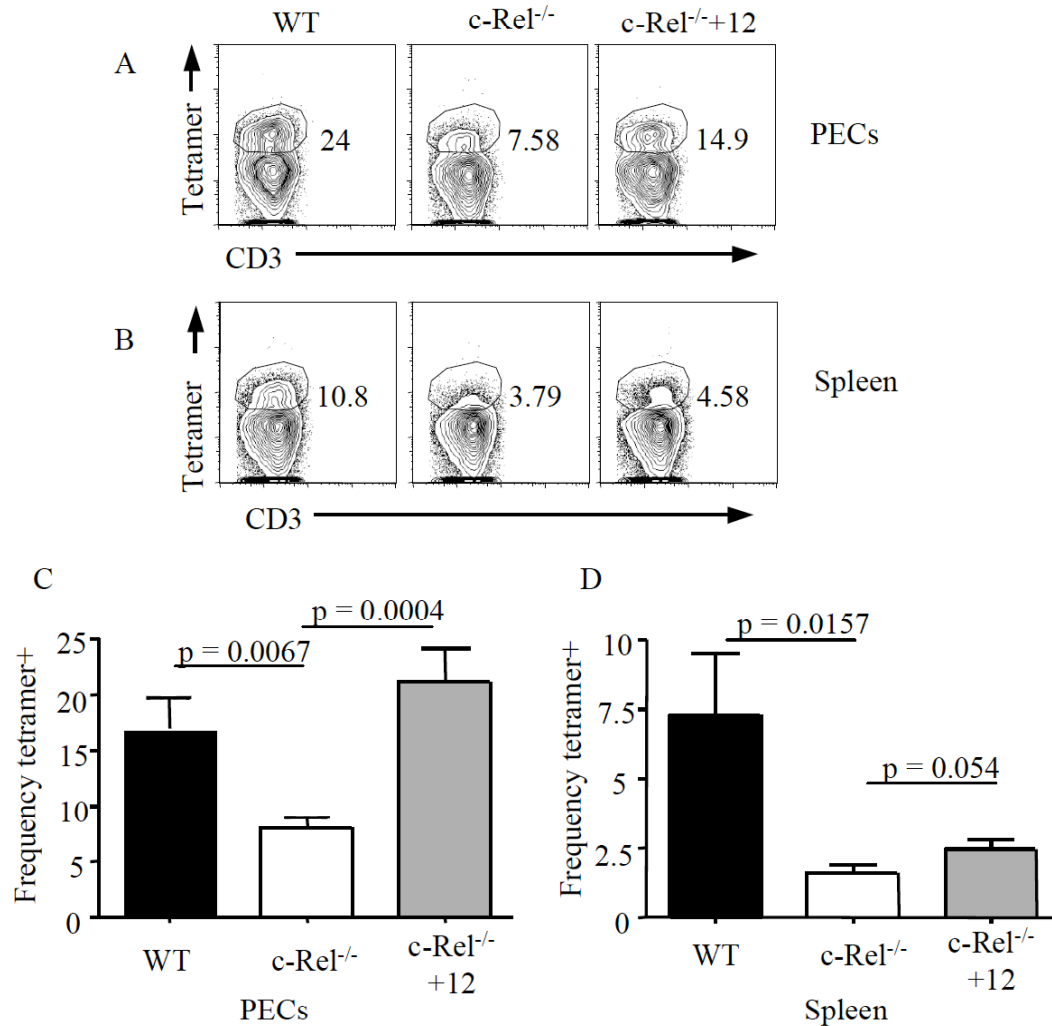 WT c-Rel-/- c-Rel-/-+12
A
Tetramer
24
7.58
14.9
PECs
CD3
B
Tetramer
10.8
3.79
4.58
Spleen
CD3
C
p = 0.0067
p = 0.0004
Frequency tetramer+
25
20
15
10
5
0
WT
c-Rel-/-
c-Rel-/-
+12
PECs
D
p = 0.0157
p = 0.054
Frequency tetramer+
10
7.5
5
2.5
0
WT
c-Rel-/-
c-Rel-/-
+12
Spleen